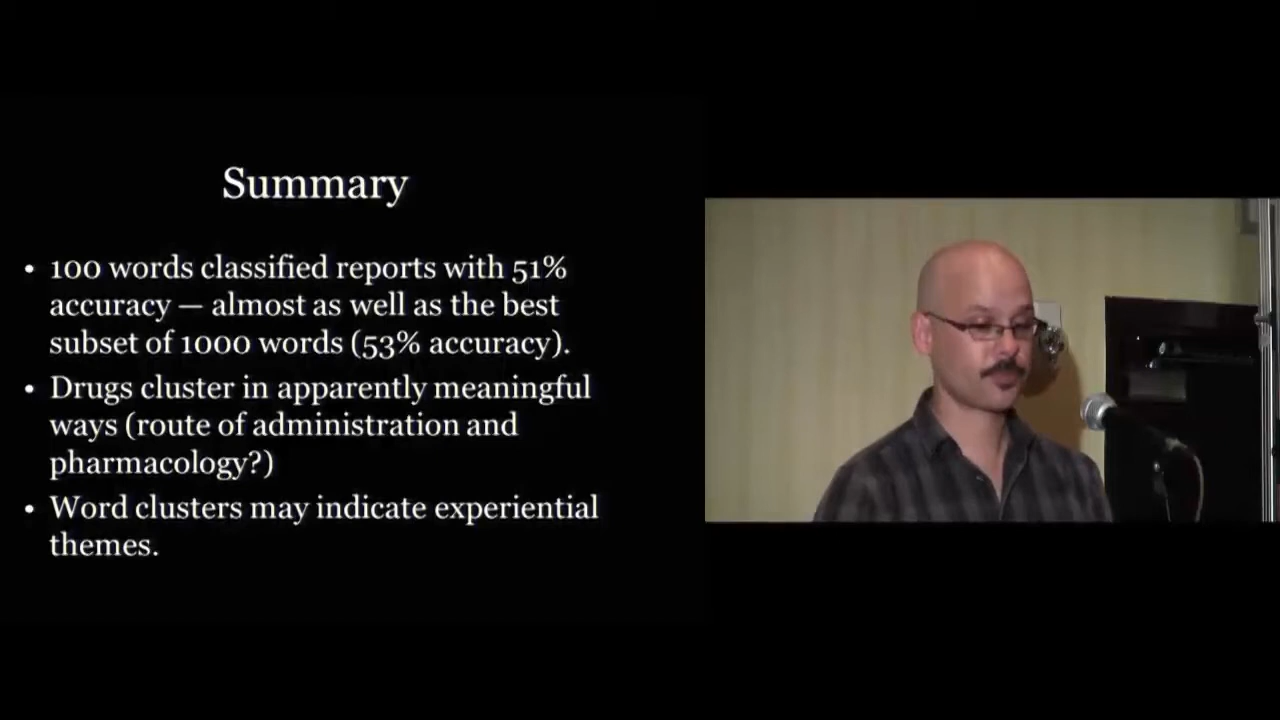 Summary
• 100 words classified reports with 51%
accuracy — almost as well as the best
subset of 1000 words (53% accuracy).
• Drugs cluster in apparently meaningful
ways (route of administration and
pharmacology?)
• Word clusters may indicate experiential
themes.